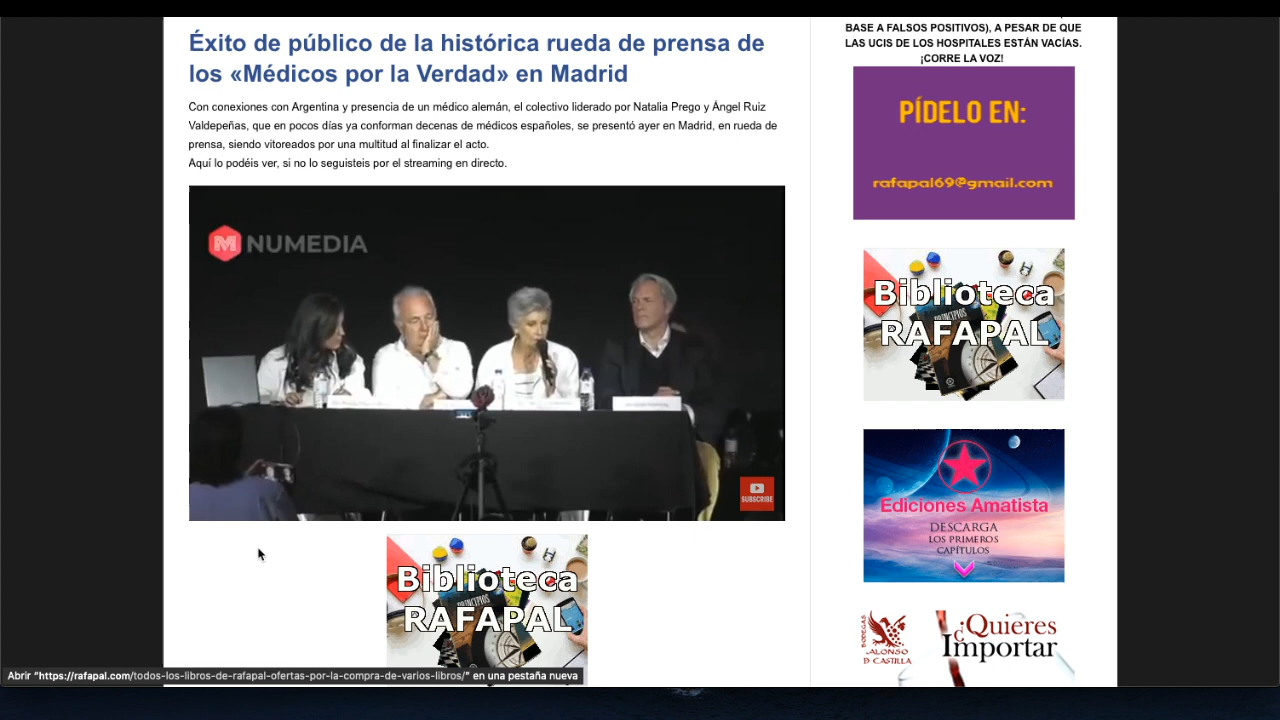 Éxito de público de la histórica rueda de prensa de
los «Médicos por la Verdad» en Madrid
Con conexiones con Argentina y presencia de un médico alemán, el colectivo liderado por Natalia Prego y Ángel Ruiz
Valdepeñas, que en pocos días ya conforman decenas de médicos españoles, se presentó ayer en Madrid, en rueda de
prensa, siendo vitoreados por una multitud al finalizar el acto.
Aquí lo podéis ver, si no lo seguisteis por el streaming en directo.
M NUMEDIA
SUBSCRIBE
Biblioteca
RAFAPAL
PRINCIPIOS
BASE A FALSOS POSITIVOS), A PESAR DE QUE
LAS UCIS DE LOS HOSPITALES ESTÁN VACÍAS.
¡CORRE LA VOZ!
PÍDELO EN:
rafapal69@gmail.com
Biblioteca
RAFAPAL
PRINCIPIOS
Ediciones Amatista
DESCARGA
LOS PRIMEROS
CAPÍTULOS
BODEGAS
ALONSO
D CASTILLA
¿Quieres
Importar
Abrir “https://rafapal.com/todos-los-libros-de-rafapal-ofertas-por-la-compra-de-varios-libros/” en una pestaña nueva